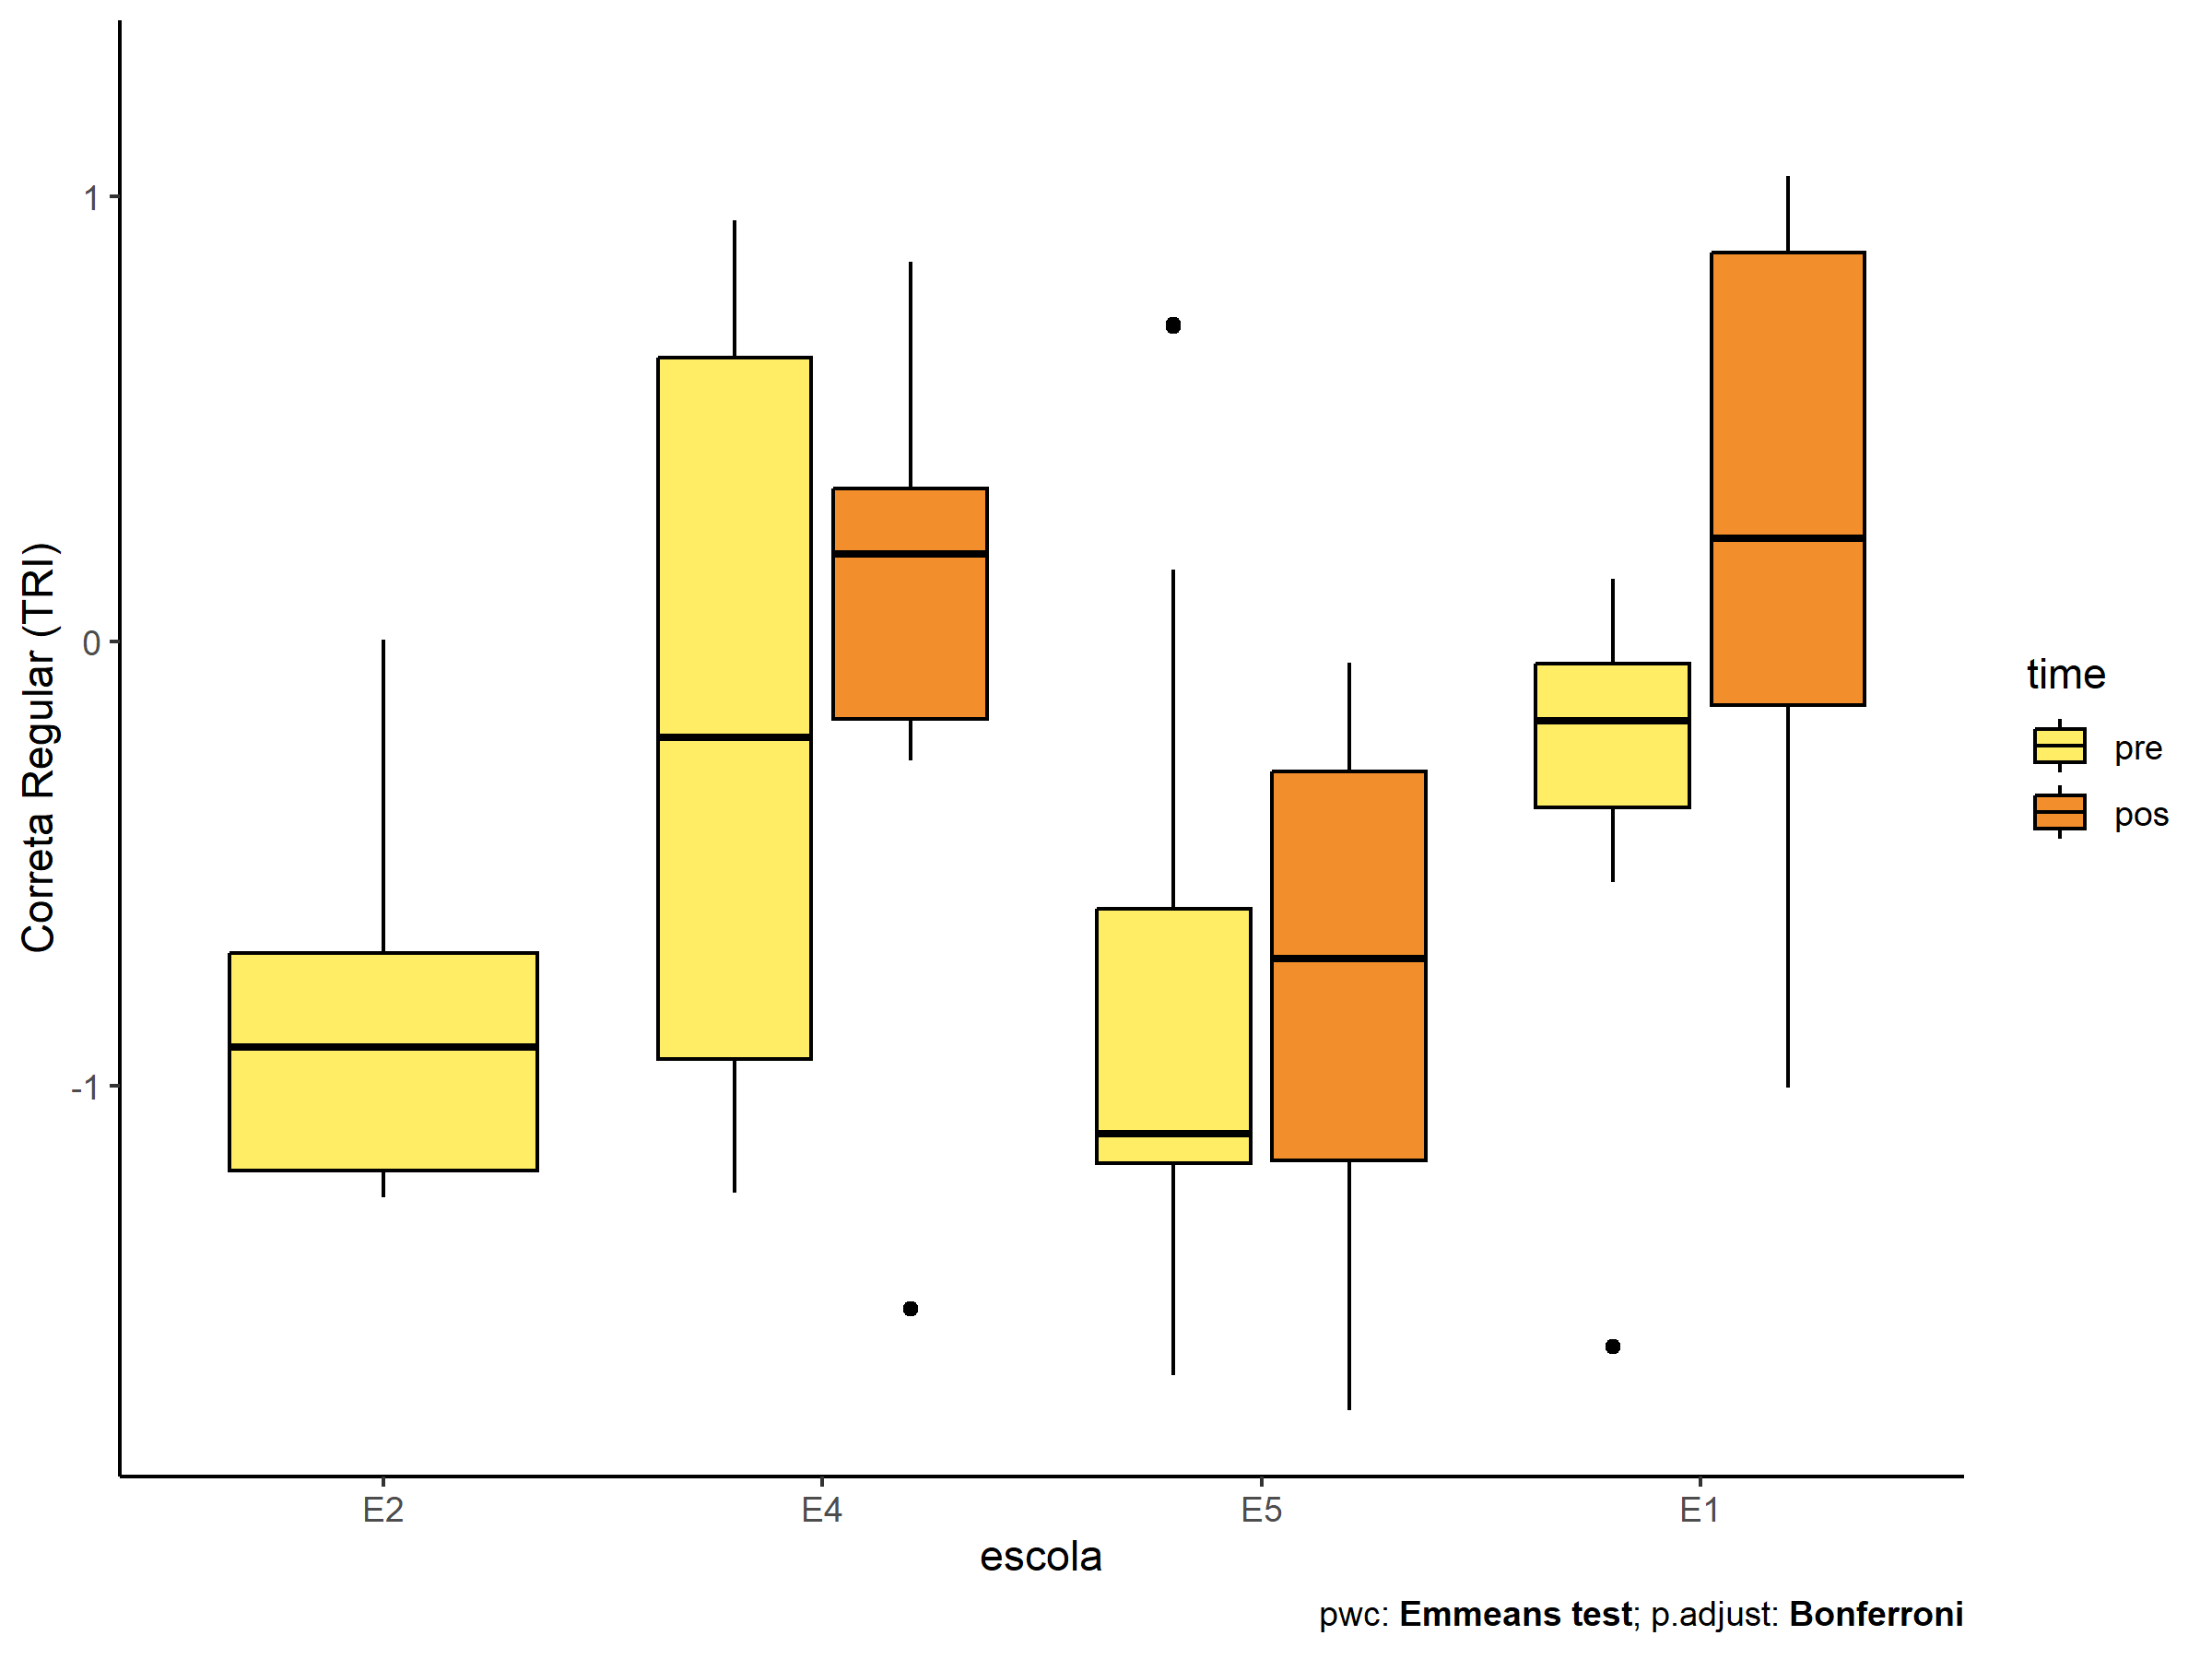 Correta Regular (TRI)
1
0
-1
E2
E4
E5
E1
escola
time
pre
pos
pwc: Emmeans test; p.adjust: Bonferroni